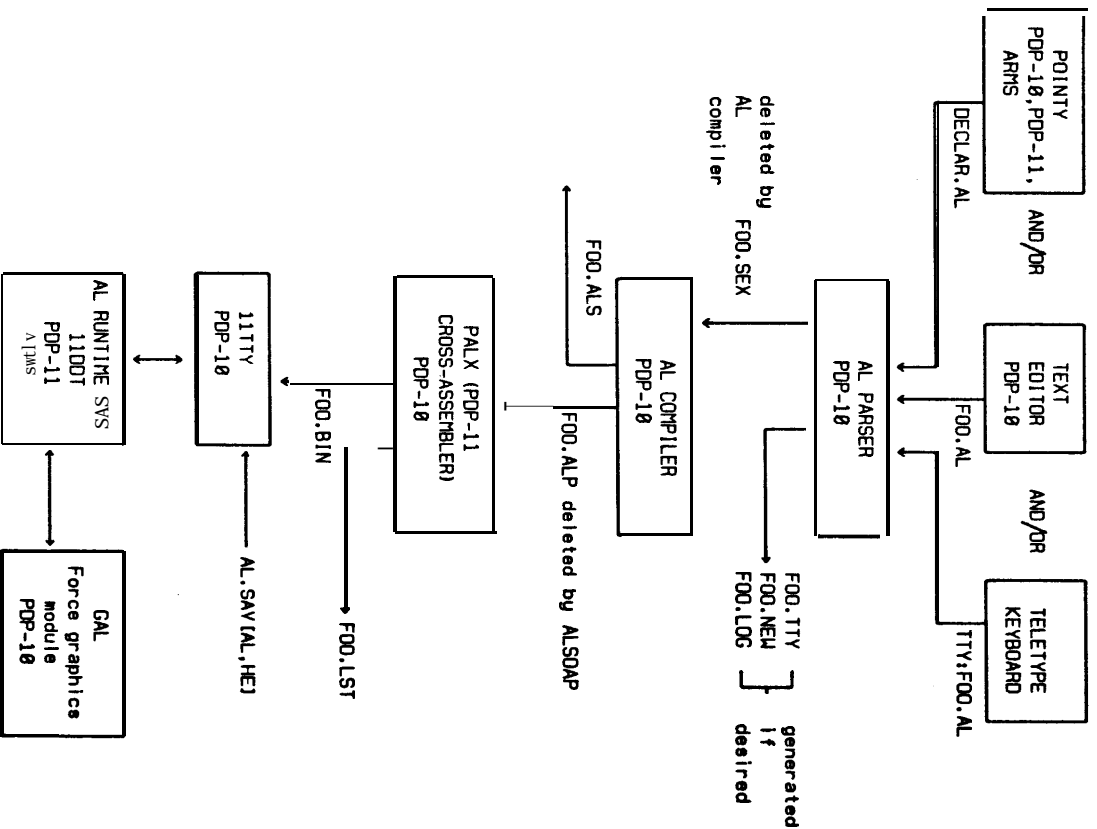 POINTY
PDP-10,PDP-11,
ARMS
AND/OR
TEXT
EDITOR
PDP-10
AND/OR
TELETYPE
KEYBOARD
DECLAR.AL
FOO.AL
TTY:FOO.AL
AL PARSER
PDP-10
deleted by
AL
compiler
FOO.SEX
FOO.TTY
FOO.NEW
FOO.LOG
generated
if
desired
AL COMPILER
PDP-10
FOO.ALS
FOO.ALP deleted by ALSOAP
PALX (PDP-11
CROSS-ASSEMBLER)
PDP-10
FOO.BIN
FOO.LST
11TTY
PDP-10
AL.SAV[AL,HE]
AL RUNTIME SAS
11DDT
PDP-11
GAL
Force graphics
module
PDP-10